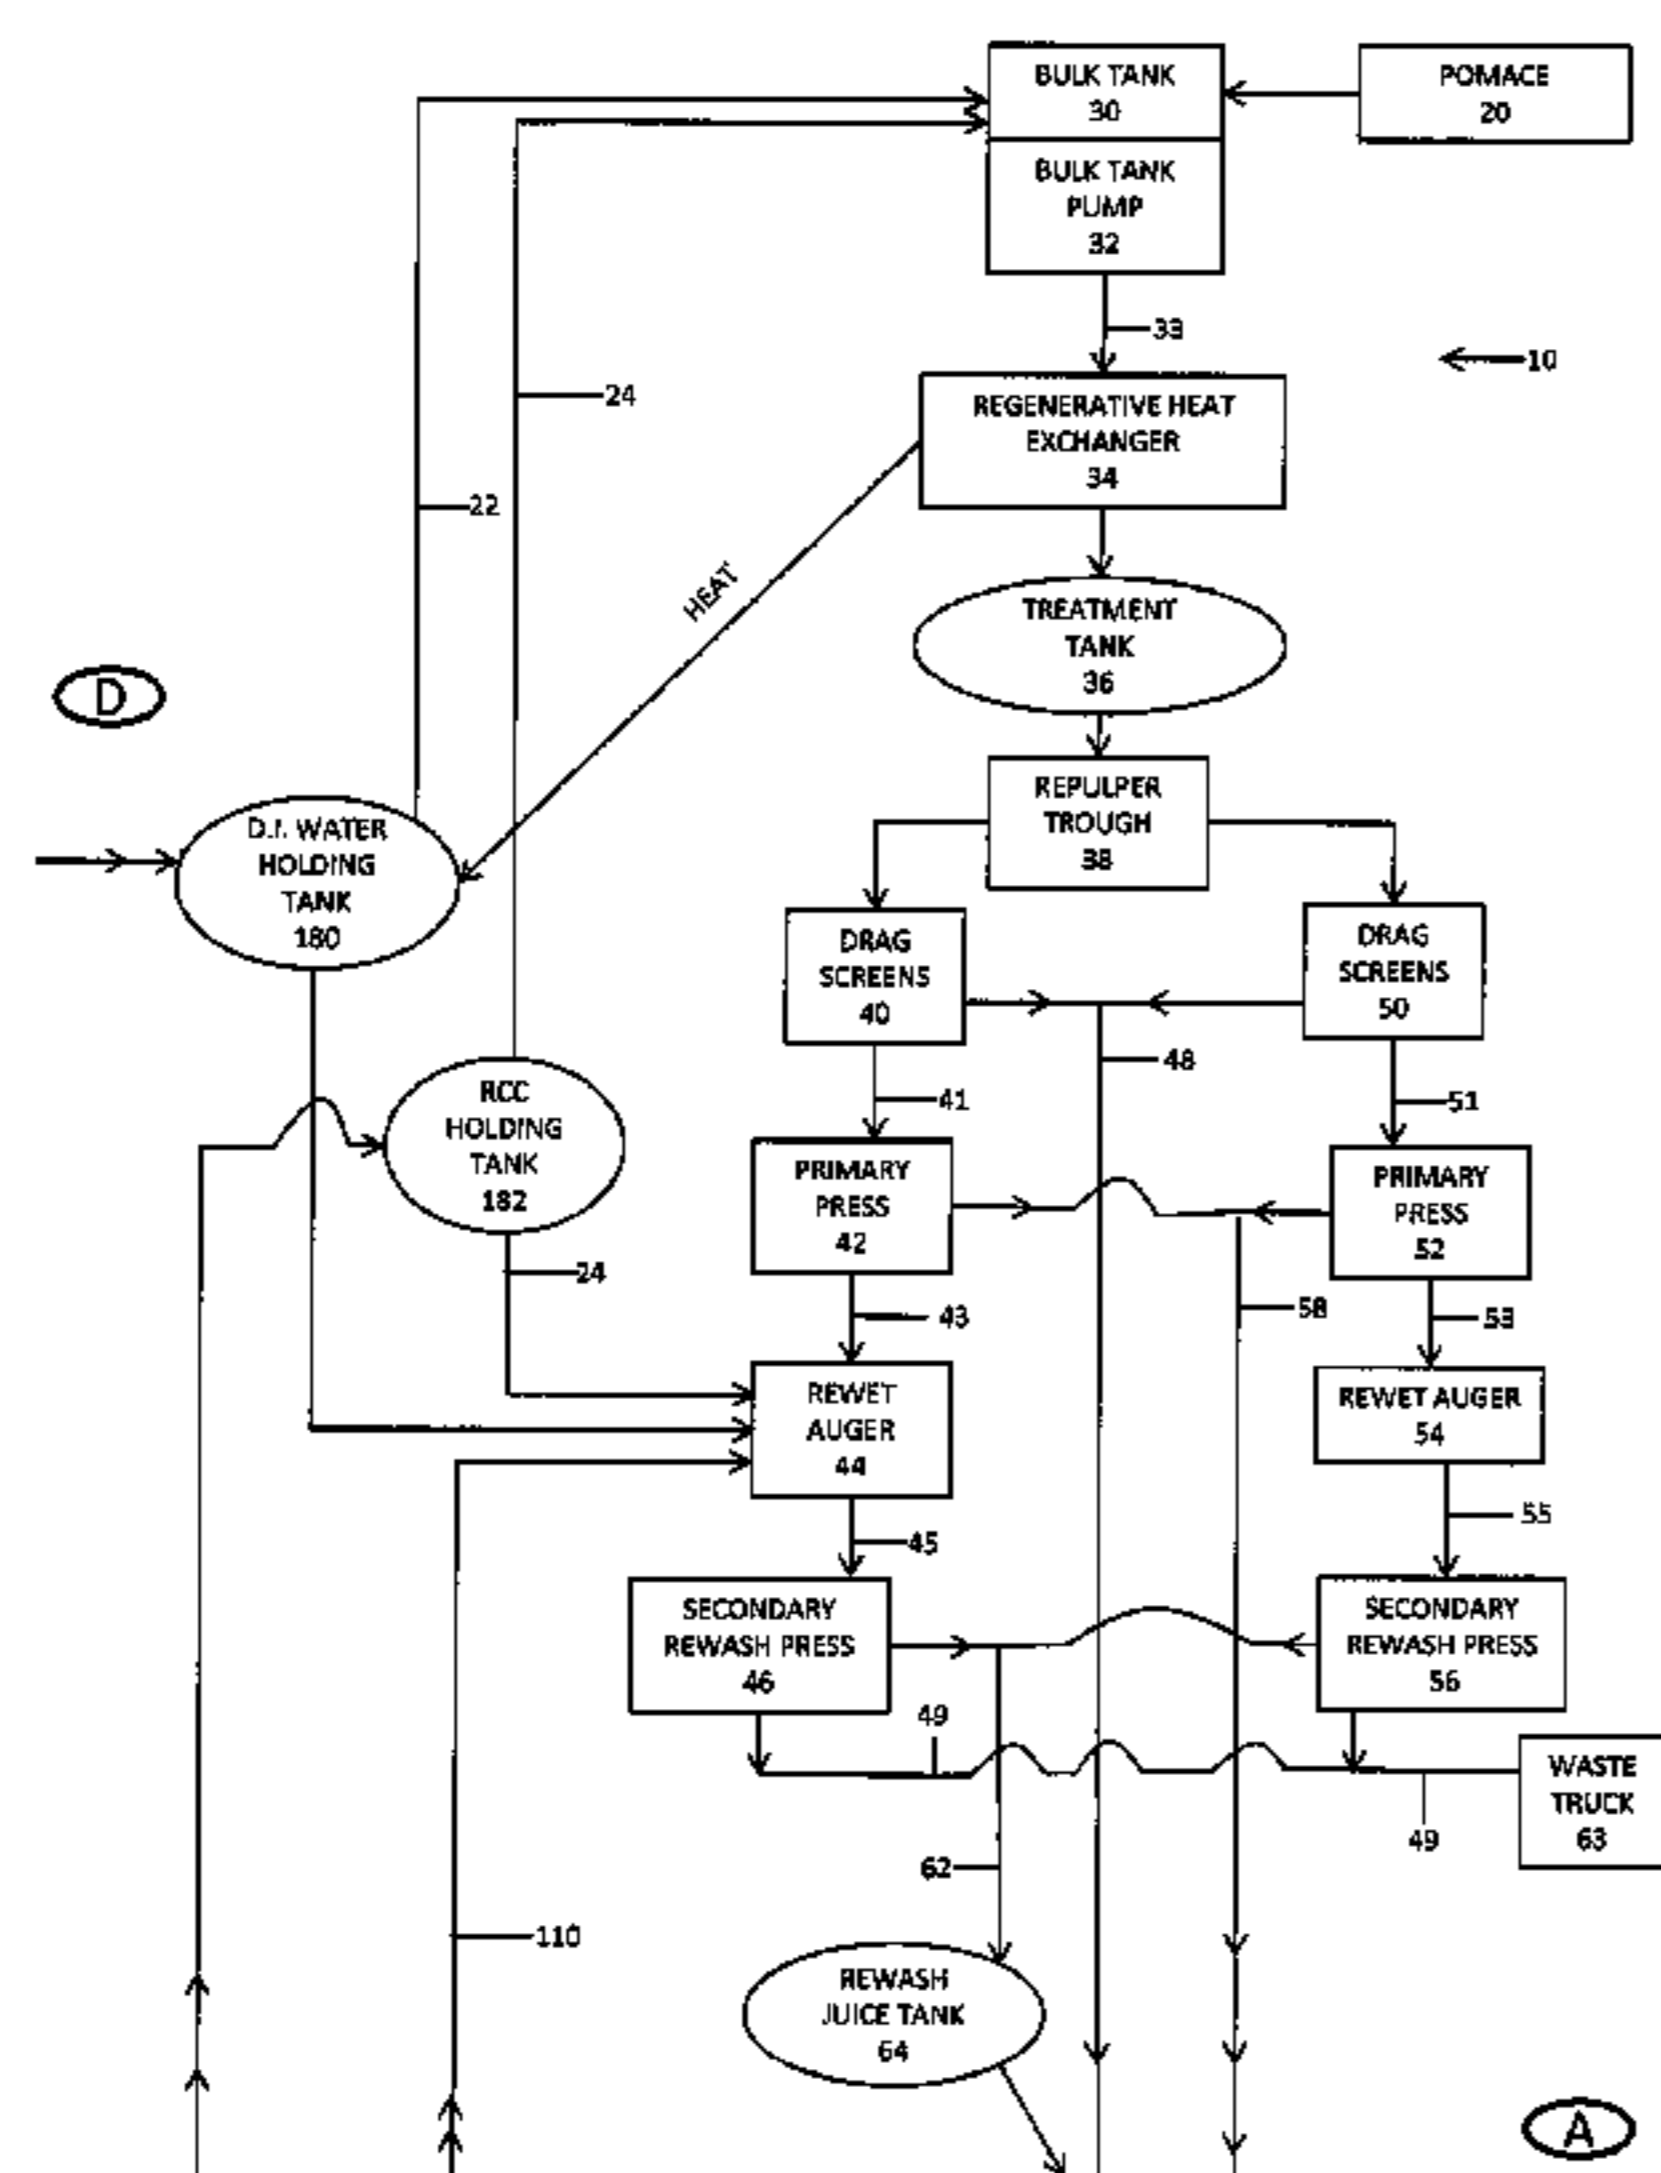 BULK TANK
30
POMACE
20
BULK TANK
PUMP
32
33
10
24
REGENERATIVE HEAT
EXCHANGER
34
22
HEAT
TREATMENT
TANK
36
D
REPULPER
TROUGH
38
D.I. WATER
HOLDING
TANK
180
DRAG
SCREENS
40
DRAG
SCREENS
50
48
RCC
HOLDING
TANK
182
41
51
PRIMARY
PRESS
42
PRIMARY
PRESS
52
24
43
58
53
REWET
AUGER
44
REWET AUGER
54
45
55
SECONDARY
REWASH PRESS
46
SECONDARY
REWASH PRESS
56
49
WASTE
TRUCK
63
49
62
110
REWASH
JUICE TANK
64
A